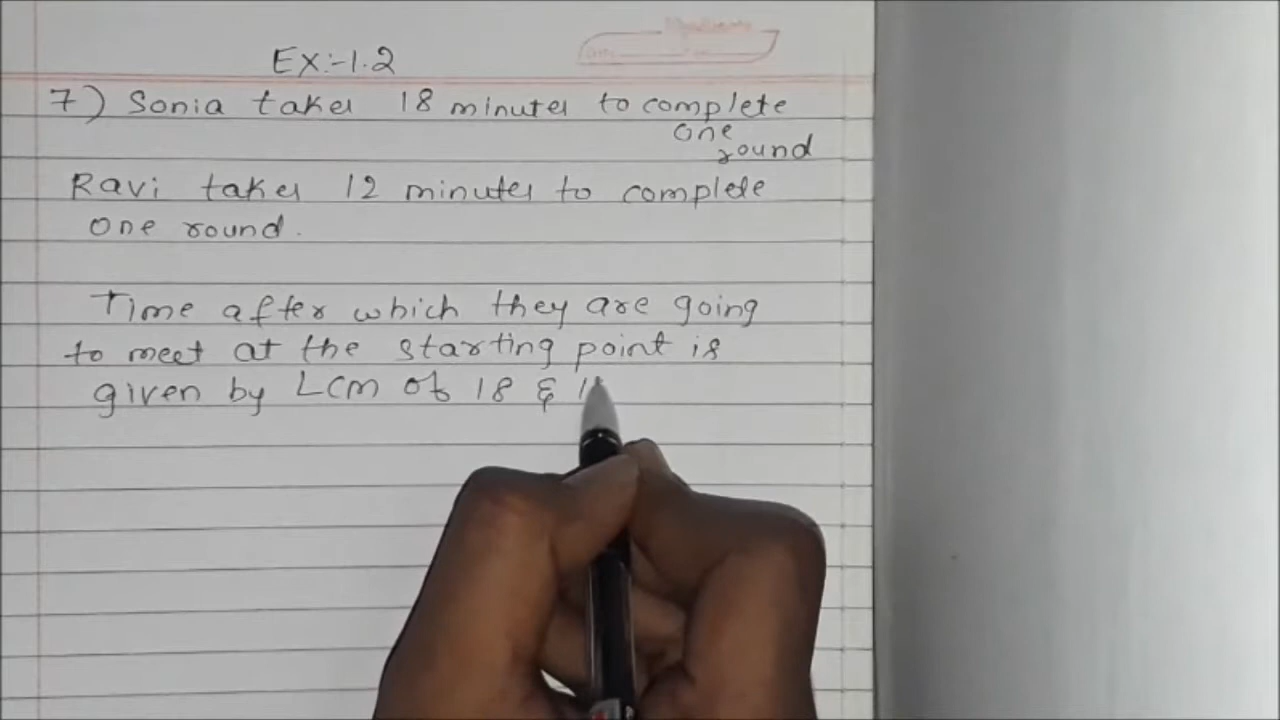 Ex:-1.2
7) Sonia takes 18 minutes to complete
one
round
Ravi takes 12 minutes to complete
one round.
Time after which they are going
to meet at the starting point is
given by LCM of 18 & 1